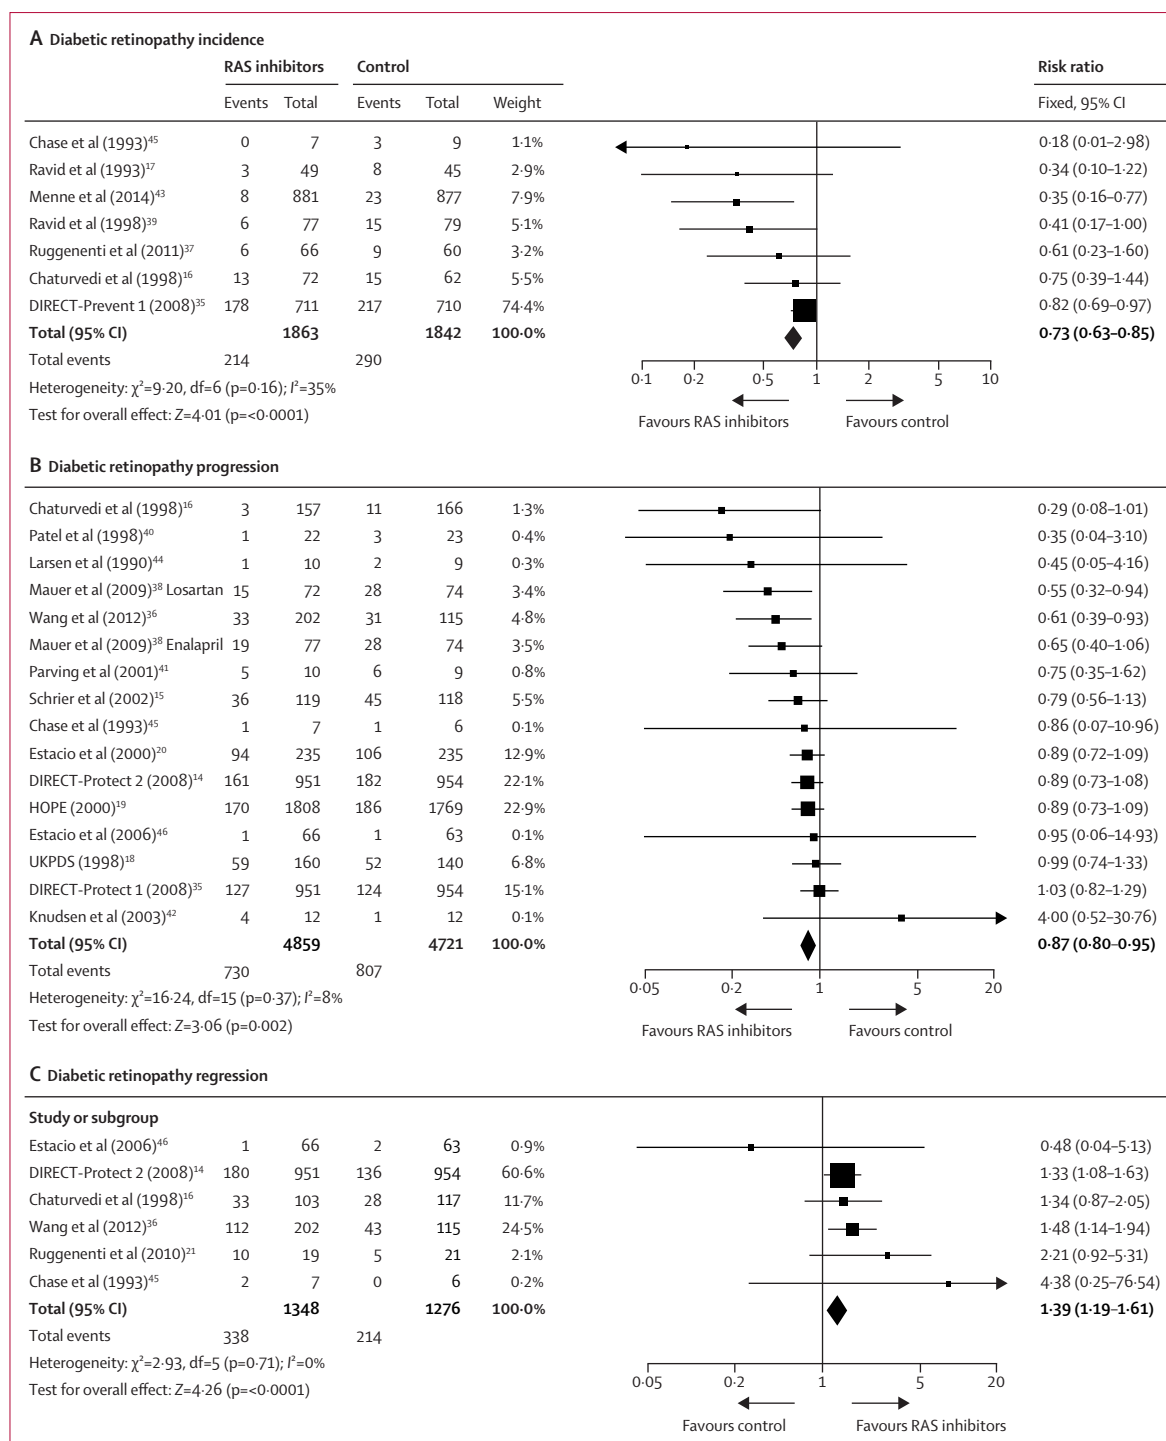 A Diabetic retinopathy incidence
RAS inhibitors Control Risk ratio
Events Total Events Total Weight Fixed, 95% CI
Chase et al (1993)⁴⁵ 0 7 3 9 1·1% 0·18 (0·01–2·98)
Ravid et al (1993)¹⁷ 3 49 8 45 2·9% 0·34 (0·10–1·22)
Menne et al (2014)⁴³ 8 881 23 877 7·9% 0·35 (0·16–0·77)
Ravid et al (1998)³⁹ 6 77 15 79 5·1% 0·41 (0·17–1·00)
Ruggenenti et al (2011)³⁷ 6 66 9 60 3·2% 0·61 (0·23–1·60)
Chaturvedi et al (1998)¹⁶ 13 72 15 62 5·5% 0·75 (0·39–1·44)
DIRECT-Prevent 1 (2008)³⁵ 178 711 217 710 74·4% 0·82 (0·69–0·97)
Total (95% CI) 1863 1842 100·0% 0·73 (0·63–0·85)
Total events 214 290
Heterogeneity: χ²=9·20, df=6 (p=0·16); I²=35%
Test for overall effect: Z=4·01 (p=<0·0001)
0·1 0·2 0·5 1 2 5 10
Favours RAS inhibitors Favours control
B Diabetic retinopathy progression
Chaturvedi et al (1998)¹⁶ 3 157 11 166 1·3% 0·29 (0·08–1·01)
Patel et al (1998)⁴⁰ 1 22 3 23 0·4% 0·35 (0·04–3·10)
Larsen et al (1990)⁴⁴ 1 10 2 9 0·3% 0·45 (0·05–4·16)
Mauer et al (2009)³⁸ Losartan 15 72 28 74 3·4% 0·55 (0·32–0·94)
Wang et al (2012)³⁶ 33 202 31 115 4·8% 0·61 (0·39–0·93)
Mauer et al (2009)³⁸ Enalapril 19 77 28 74 3·5% 0·65 (0·40–1·06)
Parving et al (2001)⁴¹ 5 10 6 9 0·8% 0·75 (0·35–1·62)
Schrier et al (2002)¹⁵ 36 119 45 118 5·5% 0·79 (0·56–1·13)
Chase et al (1993)⁴⁵ 1 7 1 6 0·1% 0·86 (0·07–10·96)
Estacio et al (2000)²⁰ 94 235 106 235 12·9% 0·89 (0·72–1·09)
DIRECT-Protect 2 (2008)¹⁴ 161 951 182 954 22·1% 0·89 (0·73–1·08)
HOPE (2000)¹⁹ 170 1808 186 1769 22·9% 0·89 (0·73–1·09)
Estacio et al (2006)⁴⁶ 1 66 1 63 0·1% 0·95 (0·06–14·93)
UKPDS (1998)¹⁸ 59 160 52 140 6·8% 0·99 (0·74–1·33)
DIRECT-Protect 1 (2008)³⁵ 127 951 124 954 15·1% 1·03 (0·82–1·29)
Knudsen et al (2003)⁴² 4 12 1 12 0·1% 4·00 (0·52–30·76)
Total (95% CI) 4859 4721 100·0% 0·87 (0·80–0·95)
Total events 730 807
Heterogeneity: χ²=16·24, df=15 (p=0·37); I²=8%
Test for overall effect: Z=3·06 (p=0·002)
0·05 0·2 1 5 20
Favours RAS inhibitors Favours control
C Diabetic retinopathy regression
Study or subgroup
Estacio et al (2006)⁴⁶ 1 66 2 63 0·9% 0·48 (0·04–5·13)
DIRECT-Protect 2 (2008)¹⁴ 180 951 136 954 60·6% 1·33 (1·08–1·63)
Chaturvedi et al (1998)¹⁶ 33 103 28 117 11·7% 1·34 (0·87–2·05)
Wang et al (2012)³⁶ 112 202 43 115 24·5% 1·48 (1·14–1·94)
Ruggenenti et al (2010)²¹ 10 19 5 21 2·1% 2·21 (0·92–5·31)
Chase et al (1993)⁴⁵ 2 7 0 6 0·2% 4·38 (0·25–76·54)
Total (95% CI) 1348 1276 100·0% 1·39 (1·19–1·61)
Total events 338 214
Heterogeneity: χ²=2·93, df=5 (p=0·71); I²=0%
Test for overall effect: Z=4·26 (p=<0·0001)
0·05 0·2 1 5 20
Favours control Favours RAS inhibitors